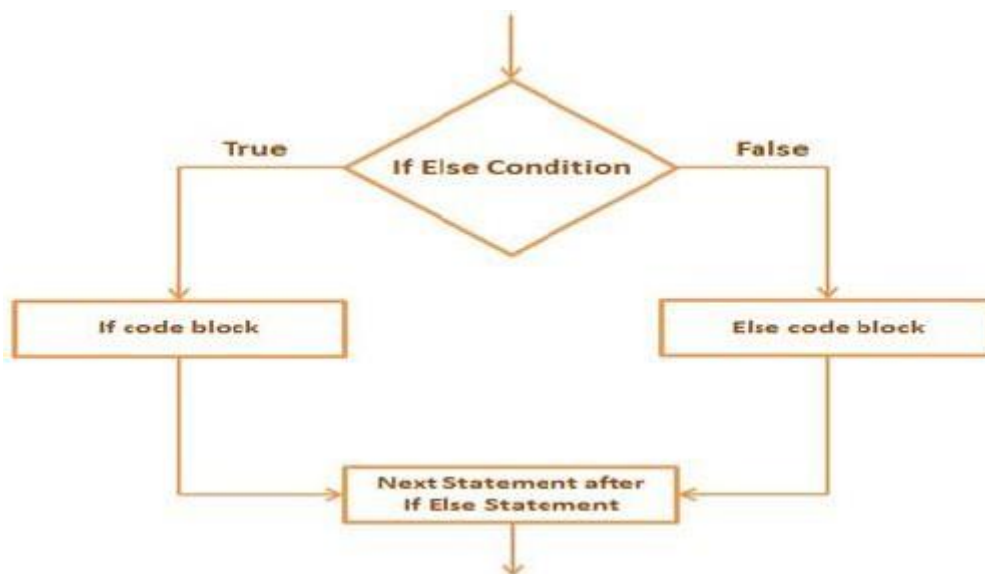 True
False
If Else Condition
If code block
Else code block
Next Statement after
If Else Statement